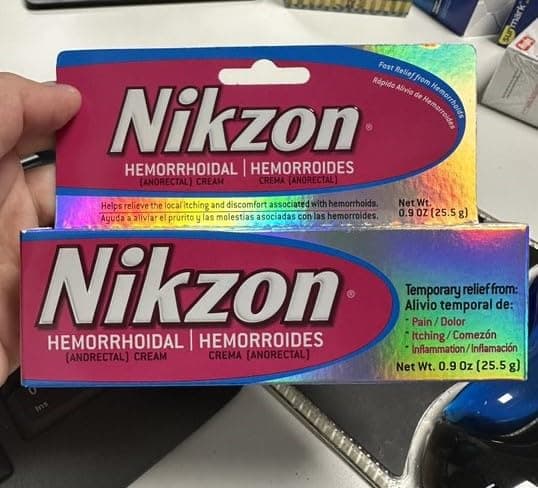 Fast Relief from Hemorrhoids
Rápido Alivio de Hemorroides
Nikzon®
HEMORRHOIDAL | HEMORROIDES
(ANORECTAL) CREAM CREMA (ANORECTAL)
Helps relieve the local itching and discomfort associated with hemorrhoids.
Ayuda a aliviar el prurito y las molestias asociadas con las hemorroides.
Net Wt.
0.9 OZ (25.5 g)
Nikzon®
HEMORRHOIDAL | HEMORROIDES
(ANORECTAL) CREAM CREMA (ANORECTAL)
Temporary relief from:
Alivio temporal de:
* Pain / Dolor
* Itching / Comezón
* Inflammation / Inflamación
Net Wt. 0.9 Oz (25.5 g)
sunmark
0
Ins